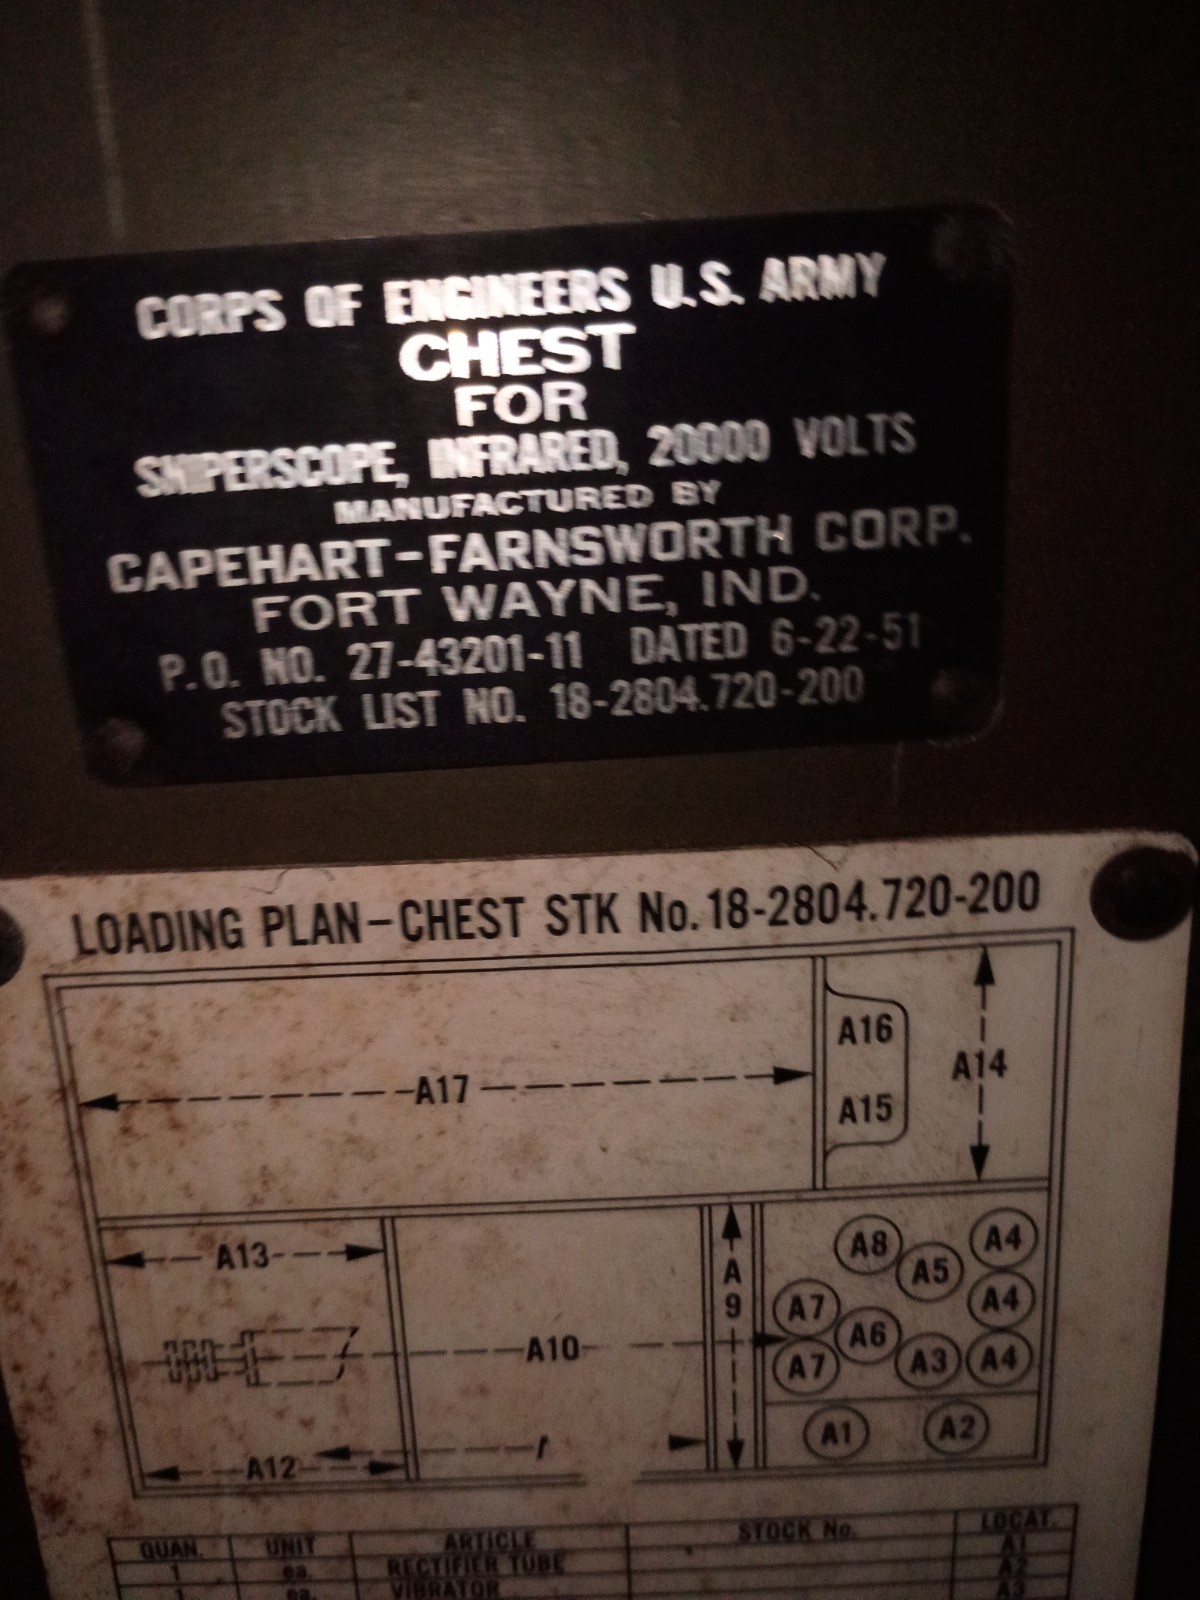 CORPS OF ENGINEERS U.S. ARMY
CHEST
FOR
SNIPERSCOPE, INFRARED, 20000 VOLTS
MANUFACTURED BY
CAPEHART-FARNSWORTH CORP.
FORT WAYNE, IND.
P.O. NO. 27-43201-11 DATED 6-22-51
STOCK LIST NO. 18-2804.720-200
LOADING PLAN-CHEST STK No. 18-2804.720-200
A17
A16
A15
A14
A13
A10
A12
A
9
A8
A5
A4
A7
A6
A4
A7
A3
A4
A1
A2
QUAN. UNIT ARTICLE STOCK No. LOCAT.
1 ea. RECTIFIER TUBE A1
A2
1 ea. VIBRATOR A3